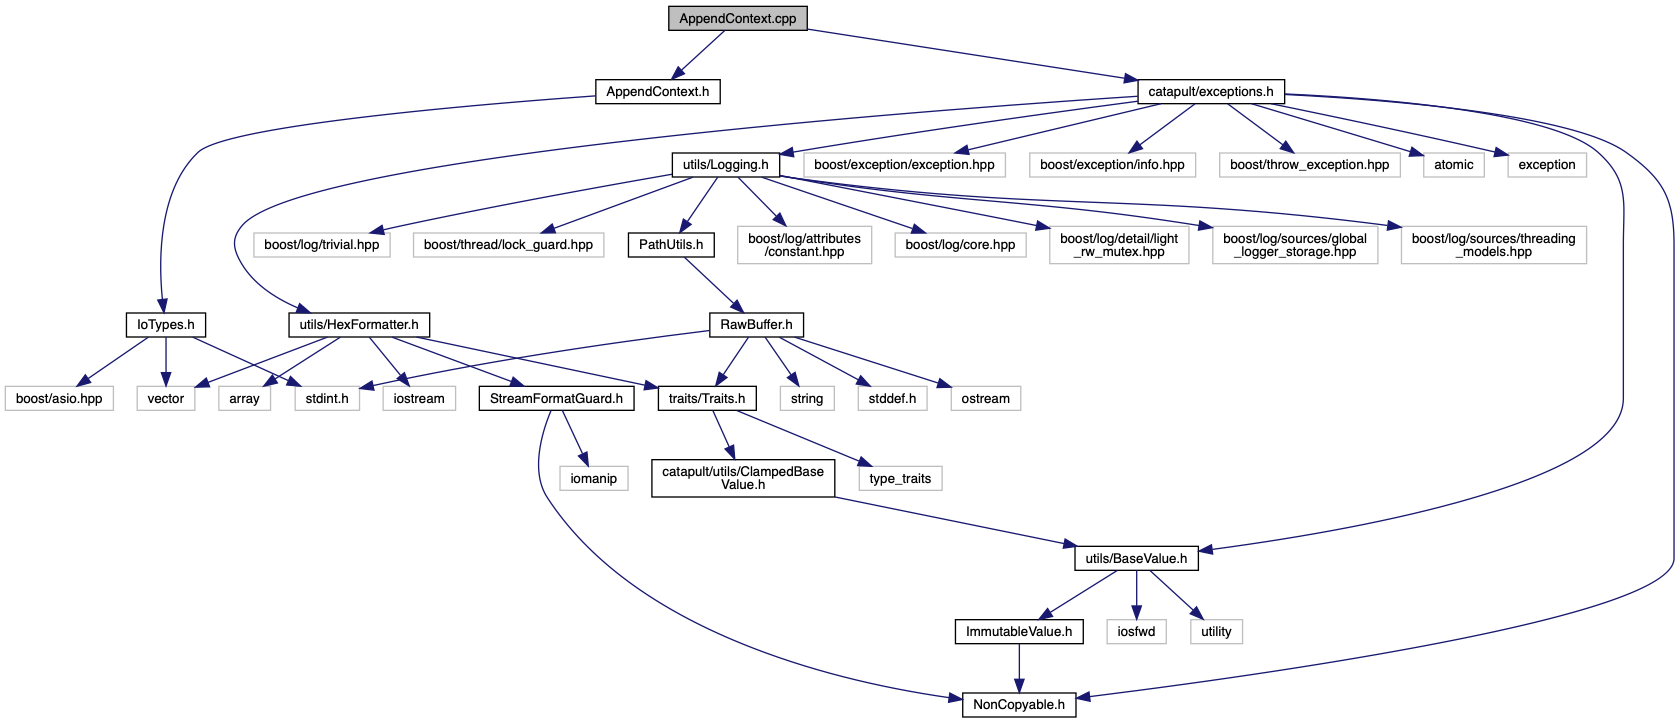 AppendContext.cpp
AppendContext.h
catapult/exceptions.h
utils/Logging.h
boost/exception/exception.hpp
boost/exception/info.hpp
boost/throw_exception.hpp
atomic
exception
boost/log/trivial.hpp
boost/thread/lock_guard.hpp
PathUtils.h
boost/log/attributes
/constant.hpp
boost/log/core.hpp
boost/log/detail/light
_rw_mutex.hpp
boost/log/sources/global
_logger_storage.hpp
boost/log/sources/threading
_models.hpp
IoTypes.h
utils/HexFormatter.h
RawBuffer.h
boost/asio.hpp
vector
array
stdint.h
iostream
StreamFormatGuard.h
traits/Traits.h
string
stddef.h
ostream
iomanip
catapult/utils/ClampedBase
Value.h
type_traits
utils/BaseValue.h
ImmutableValue.h
iosfwd
utility
NonCopyable.h